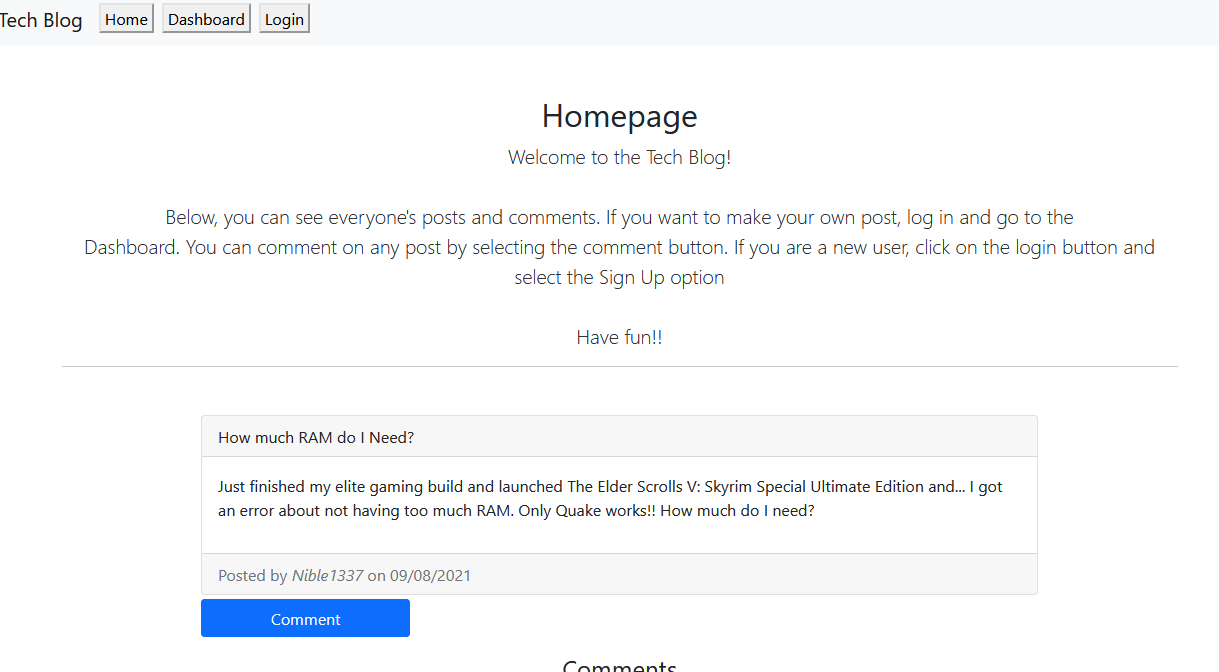 Tech Blog Home Dashboard Login
Homepage
Welcome to the Tech Blog!
Below, you can see everyone's posts and comments. If you want to make your own post, log in and go to the
Dashboard. You can comment on any post by selecting the comment button. If you are a new user, click on the login button and
select the Sign Up option
Have fun!!
How much RAM do I Need?
Just finished my elite gaming build and launched The Elder Scrolls V: Skyrim Special Ultimate Edition and... I got
an error about not having too much RAM. Only Quake works!! How much do I need?
Posted by Nible1337 on 09/08/2021
Comment
Comments